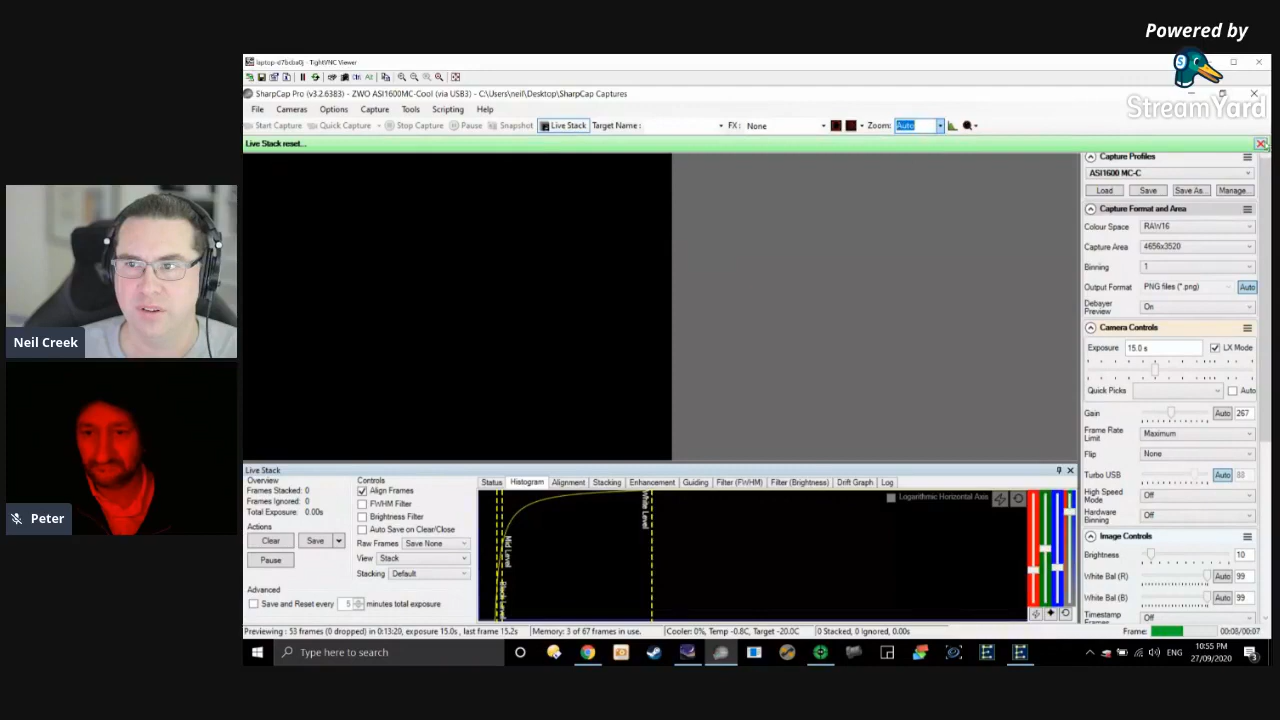 Powered by
StreamYard
laptop-d7bcba0j - TightVNC Viewer
SharpCap Pro (v3.2.6383) - ZWO ASI1600MC-Cool (via USB3) - C:\Users\neil\Desktop\SharpCap Captures
File Cameras Options Capture Tools Scripting Help
Start Capture Quick Capture Stop Capture Pause Snapshot Live Stack Target Name : FX: None Zoom: Auto
Live Stack reset...
Capture Profiles
ASI1600 MC-C
Load Save Save As... Manage...
Capture Format and Area
Colour Space RAW16
Capture Area 4656x3520
Binning 1
Output Format PNG files (*.png) Auto
Debayer Preview On
Camera Controls
Exposure 15.0 s LX Mode
Quick Picks Auto
Gain Auto 267
Frame Rate Limit Maximum
Flip None
Turbo USB Auto
High Speed Mode Off
Hardware Binning Off
Image Controls
Brightness 10
White Bal (R) Auto 99
White Bal (B) Auto 99
Timestamp Frames Off
Neil Creek
Peter
Live Stack
Overview
Frames Stacked: 0
Frames Ignored: 0
Total Exposure: 0.00s
Actions
Clear Save
Pause
Advanced
Save and Reset every 5 minutes total exposure
Controls
Align Frames
FWHM Filter
Brightness Filter
Auto Save on Clear/Close
Raw Frames Save None
View Stack
Stacking Default
Status Histogram Alignment Stacking Enhancement Guiding Filter (FWHM) Filter (Brightness) Drift Graph Log
Logarithmic Horizontal Axis
Mid Level
Black Level
White Level
Previewing : 53 frames (0 dropped) in 0:13:20, exposure 15.0s, last frame 15.2s Memory: 3 of 67 frames in use. Cooler: 0%, Temp -0.8C, Target -20.0C 0 Stacked, 0 Ignored, 0.00s Frame: 00:08/00:07
Type here to search
ENG
10:55 PM
27/09/2020
3